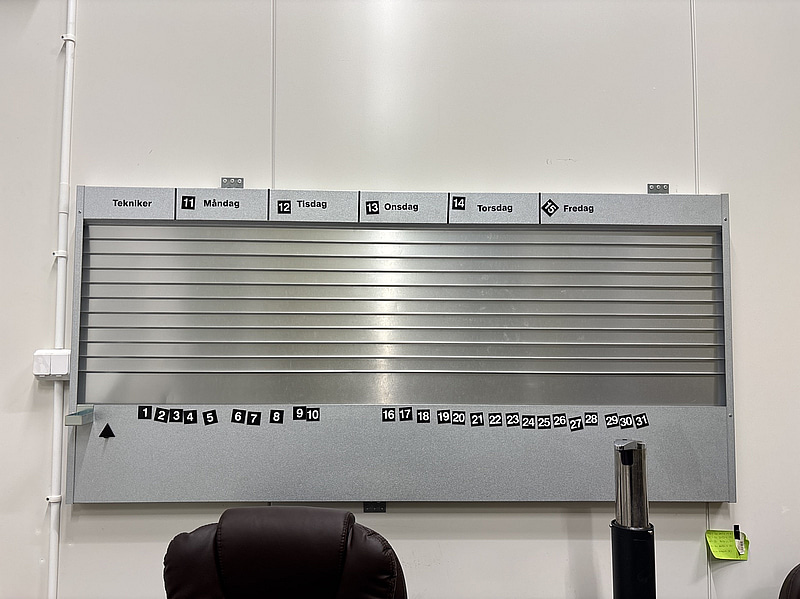 Tekniker 11 Måndag 12 Tisdag 13 Onsdag 14 Torsdag 15 Fredag
1 2 3 4 5 6 7 8 9 10 16 17 18 19 20 21 22 23 24 25 26 27 28 29 30 31